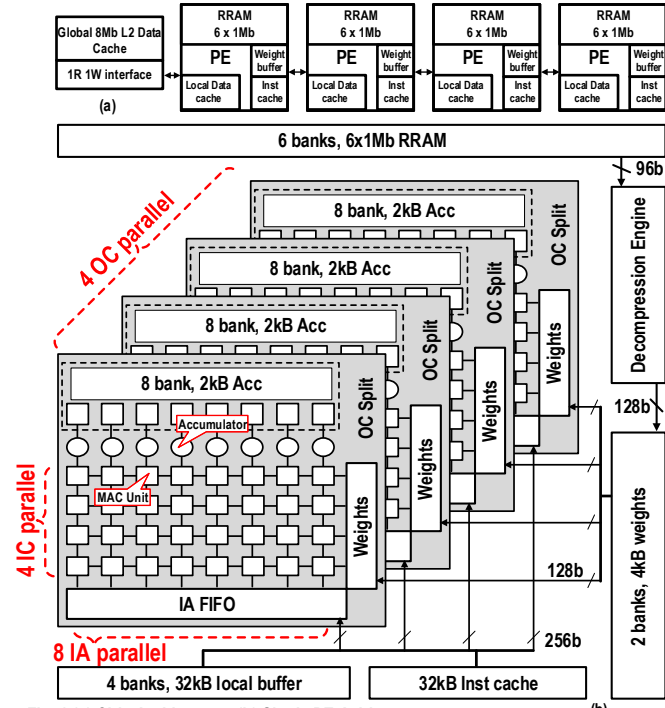 Global 8Mb L2 Data
Cache
1R 1W interface
(a)
RRAM
6 x 1Mb
PE
Weight
buffer
Local Data
cache
Inst
cache
RRAM
6 x 1Mb
PE
Weight
buffer
Local Data
cache
Inst
cache
RRAM
6 x 1Mb
PE
Weight
buffer
Local Data
cache
Inst
cache
RRAM
6 x 1Mb
PE
Weight
buffer
Local Data
cache
Inst
cache
6 banks, 6x1Mb RRAM
96b
4 OC parallel
8 bank, 2kB Acc
OC Split
Weights
8 bank, 2kB Acc
OC Split
Weights
8 bank, 2kB Acc
OC Split
Weights
8 bank, 2kB Acc
OC Split
Weights
Accumulator
MAC Unit
4 IC parallel
IA FIFO
8 IA parallel
Decompression Engine
128b
128b
256b
2 banks, 4kB weights
4 banks, 32kB local buffer
32kB Inst cache
(b)